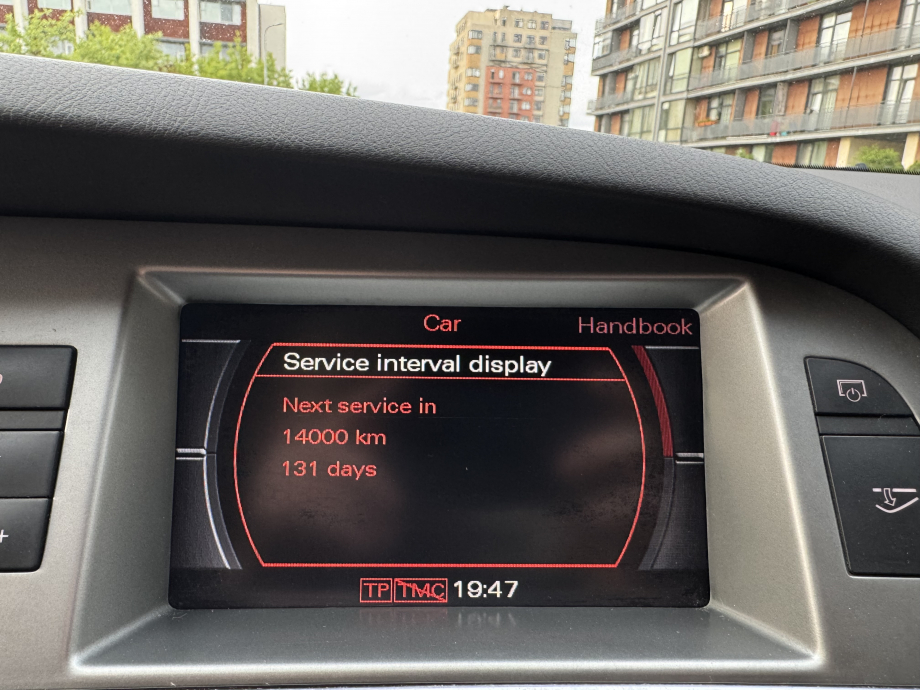 Car
Handbook
Service interval display
Next service in
14000 km
131 days
TP TMC 19:47